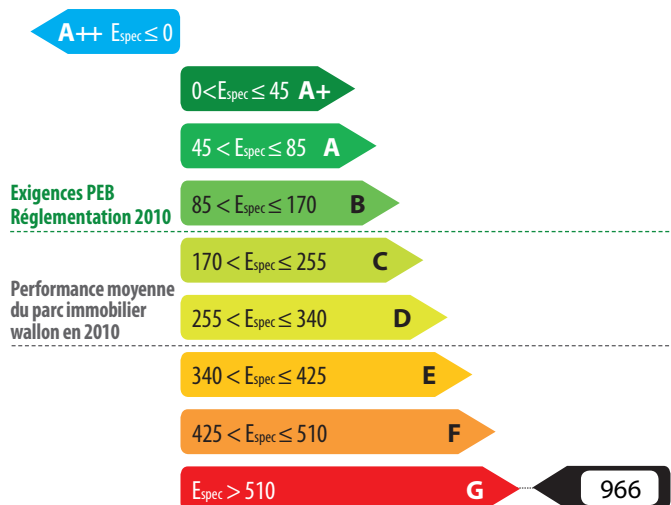 A++ Espec ≤ 0
0<Espec ≤ 45 A+
45 < Espec ≤ 85 A
Exigences PEB
Réglementation 2010
85 < Espec ≤ 170 B
170 < Espec ≤ 255 C
Performance moyenne
du parc immobilier
wallon en 2010
255 < Espec ≤ 340 D
340 < Espec ≤ 425 E
425 < Espec ≤ 510 F
Espec > 510 G 966